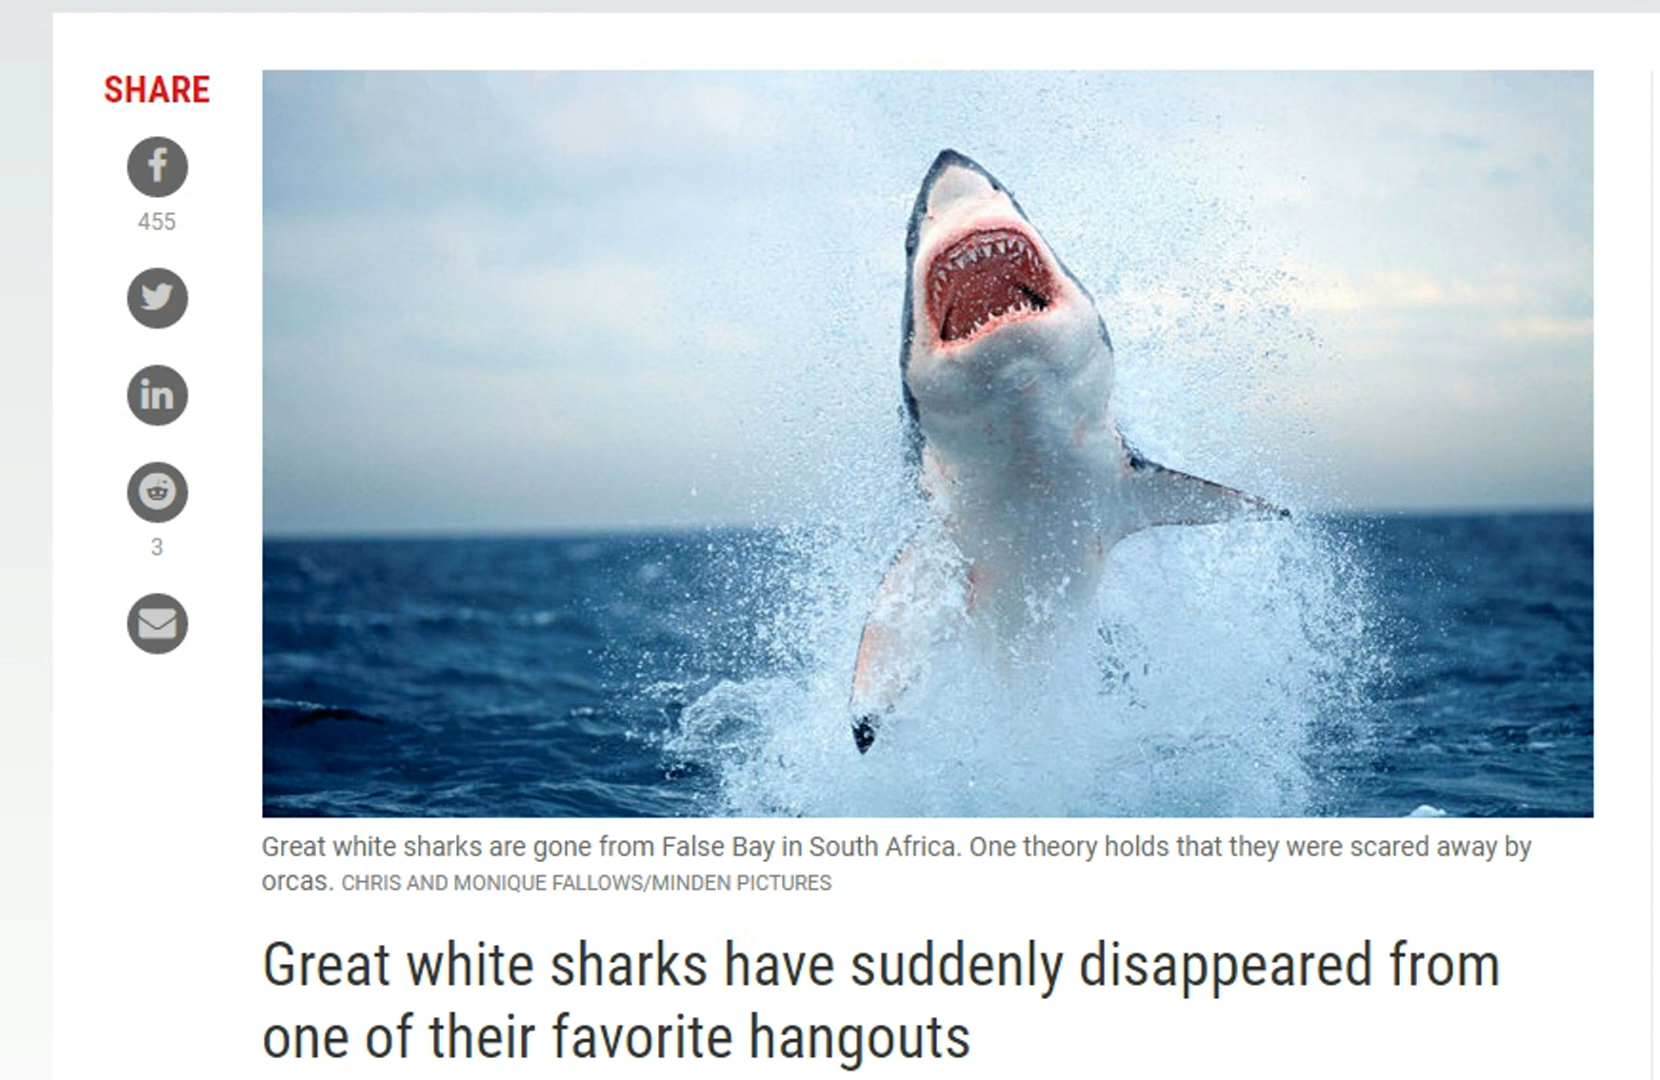 SHARE
455
3
Great white sharks are gone from False Bay in South Africa. One theory holds that they were scared away by
orcas. CHRIS AND MONIQUE FALLOWS/MINDEN PICTURES
Great white sharks have suddenly disappeared from
one of their favorite hangouts